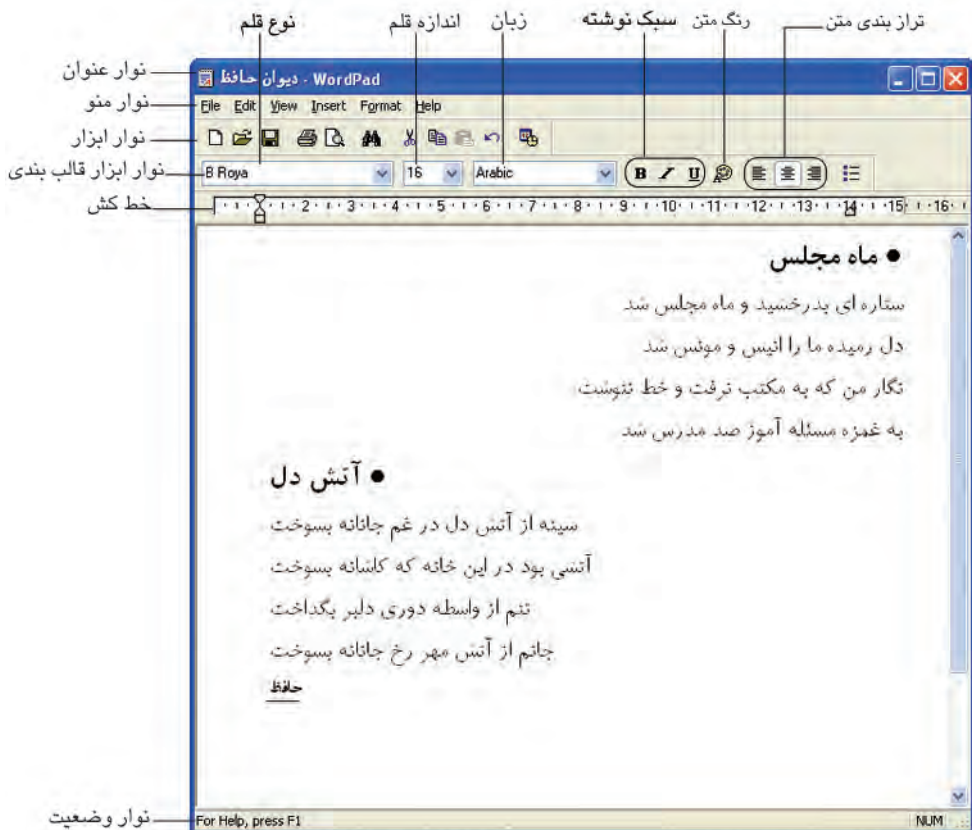 تراز بندی متن رنگ متن سبک نوشته زبان اندازه قلم نوع قلم
نوار عنوان
دیوان حافظ - WordPad
نوار منو
File Edit View Insert Format Help
نوار ابزار
نوار ابزار قالب بندی
B Roya 16 Arabic B I U
خط کش
1 1 2 3 4 5 6 7 8 9 10 11 12 13 14 15 16
● ماه مجلس
ستاره ای بدرخشید و ماه مجلس شد
دل رمیده ما را انیس و مونس شد
نگار من که به مکتب نرفت و خط ننوشت
به غمزه مسئله آموز صد مدرس شد
● آتش دل
سینه از آتش دل در غم جانانه بسوخت
آتشی بود در این خانه که کاشانه بسوخت
تنم از واسطه دوری دلبر بگداخت
جانم از آتش مهر رخ جانانه بسوخت
حافظ
نوار وضعیت
For Help, press F1 NUM